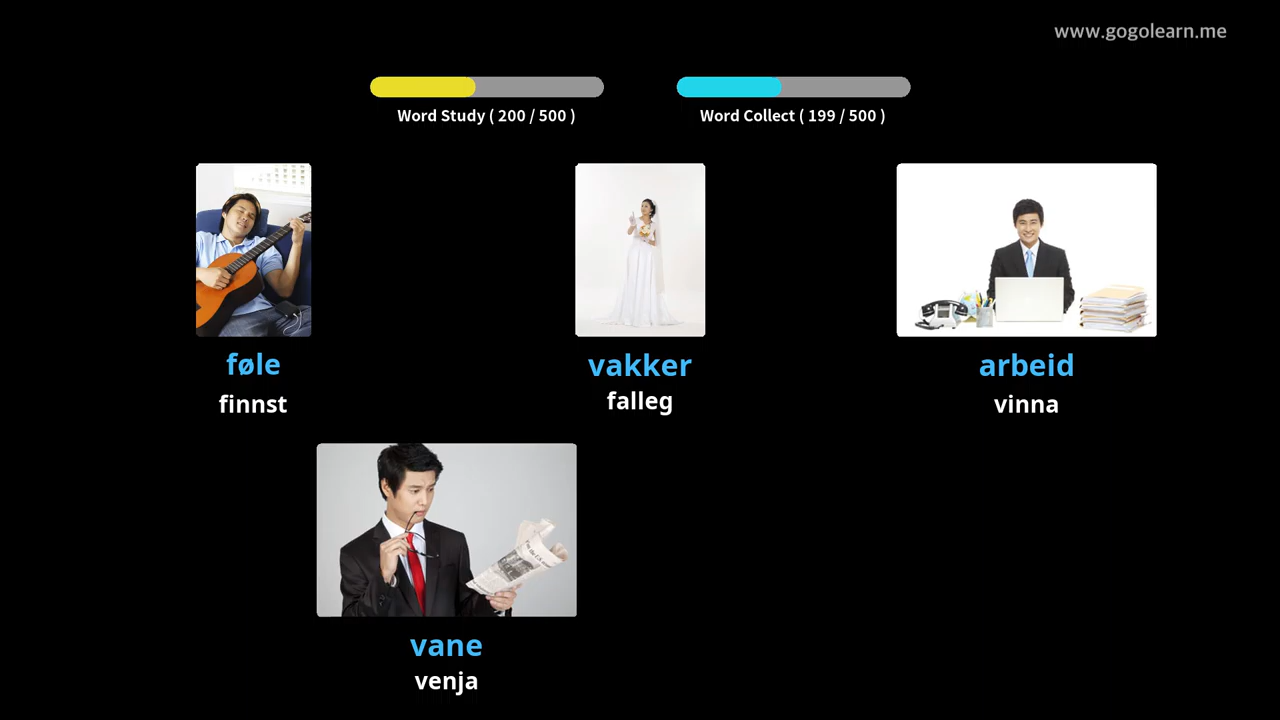 www.gogolearn.me
Word Study ( 200 / 500 )
Word Collect ( 199 / 500 )
føle
finnst
vakker
falleg
arbeid
vinna
vane
venja